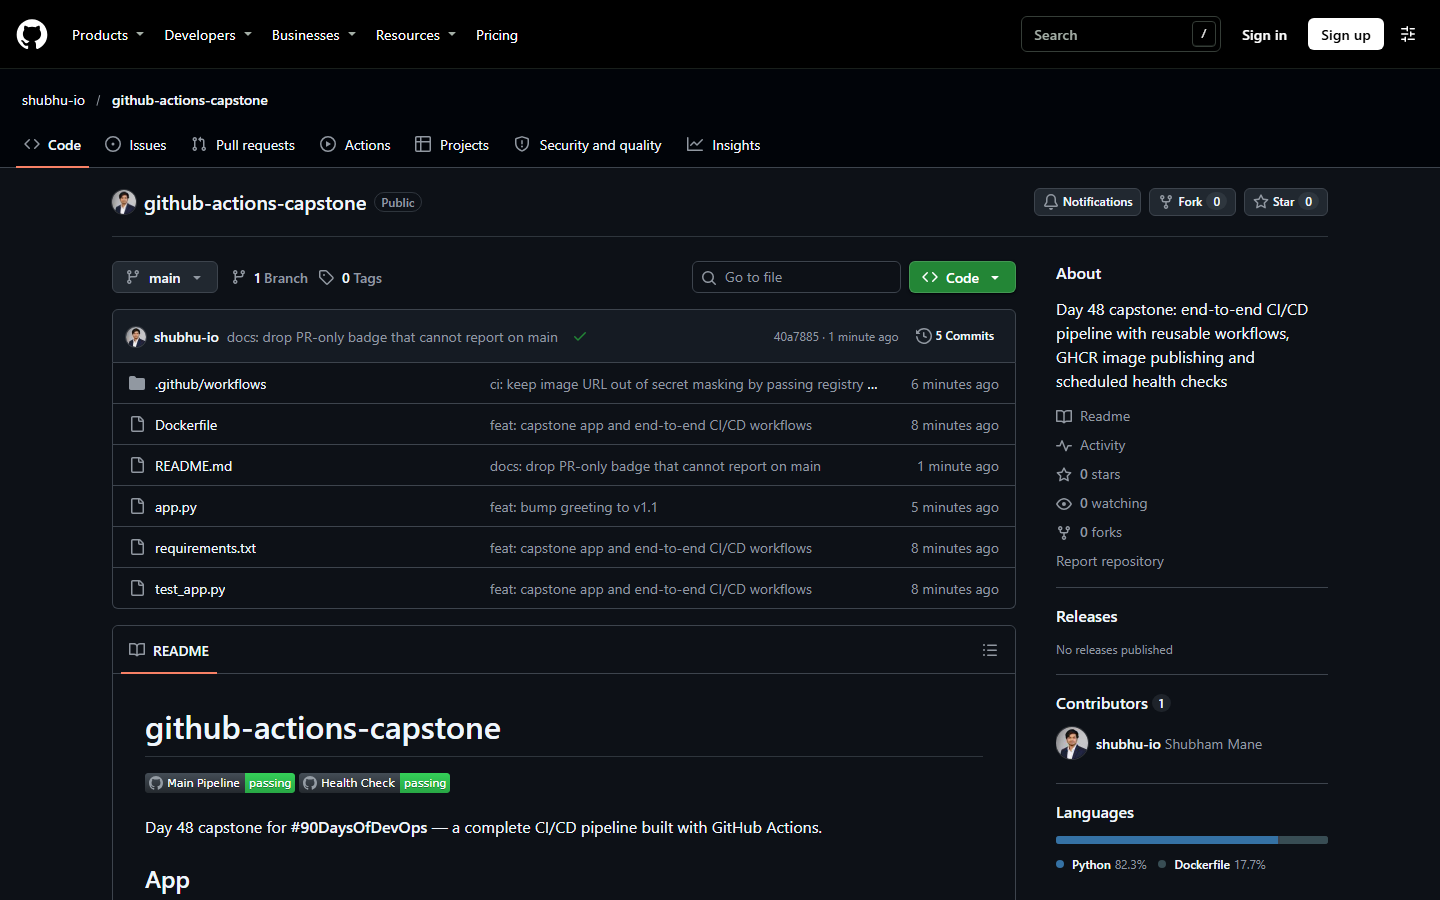 Products Developers Businesses Resources Pricing Search / Sign in Sign up
shubhu-io / github-actions-capstone
Code Issues Pull requests Actions Projects Security and quality Insights
github-actions-capstone Public Notifications Fork 0 Star 0
main 1 Branch 0 Tags Go to file Code
shubhu-io docs: drop PR-only badge that cannot report on main 40a7885 · 1 minute ago 5 Commits
.github/workflows ci: keep image URL out of secret masking by passing registry ... 6 minutes ago
Dockerfile feat: capstone app and end-to-end CI/CD workflows 8 minutes ago
README.md docs: drop PR-only badge that cannot report on main 1 minute ago
app.py feat: bump greeting to v1.1 5 minutes ago
requirements.txt feat: capstone app and end-to-end CI/CD workflows 8 minutes ago
test_app.py feat: capstone app and end-to-end CI/CD workflows 8 minutes ago
README
github-actions-capstone
Main Pipeline passing Health Check passing
Day 48 capstone for #90DaysOfDevOps — a complete CI/CD pipeline built with GitHub Actions.
App
About
Day 48 capstone: end-to-end CI/CD
pipeline with reusable workflows,
GHCR image publishing and
scheduled health checks
Readme
Activity
0 stars
0 watching
0 forks
Report repository
Releases
No releases published
Contributors 1
shubhu-io Shubham Mane
Languages
Python 82.3% Dockerfile 17.7%